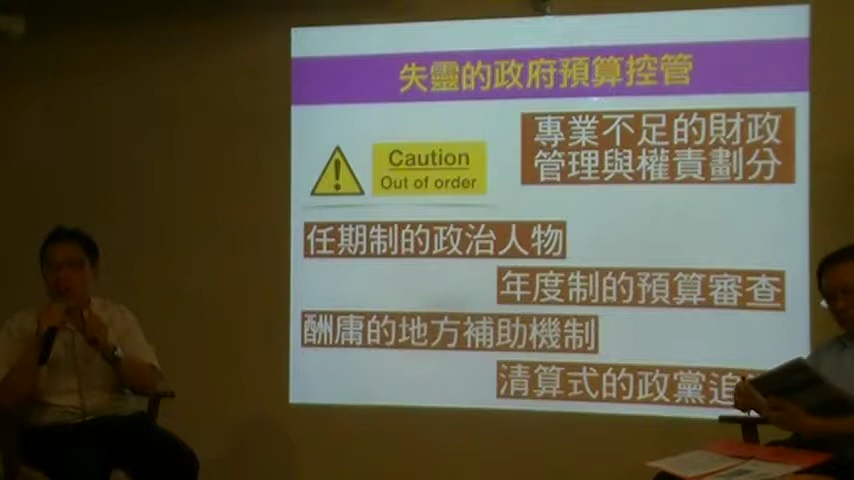 失靈的政府預算控管
專業不足的財政
管理與權責劃分
Caution
Out of order
任期制的政治人物
年度制的預算審查
酬庸的地方補助機制
清算式的政黨追